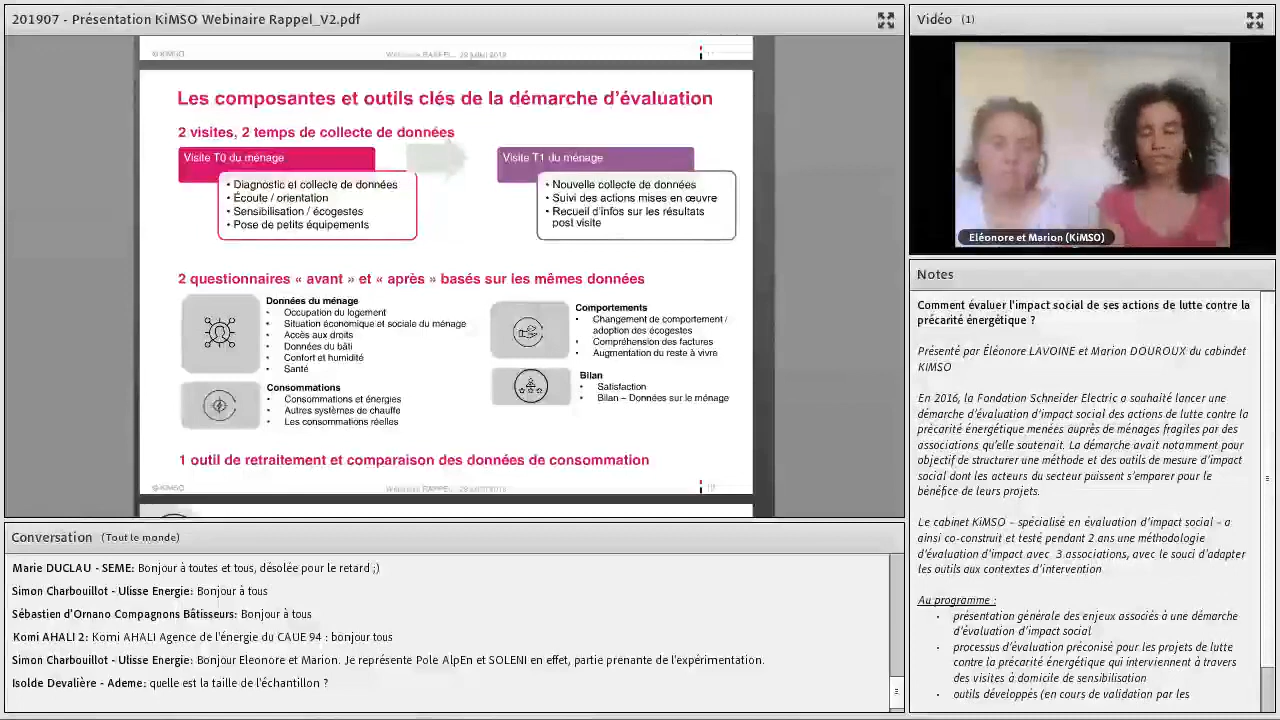 201907 - Présentation KiMSO Webinaire Rappel_V2.pdf
© KIMSO
Les composantes et outils clés de la démarche d'évaluation
2 visites, 2 temps de collecte de données
Visite T0 du ménage
• Diagnostic et collecte de données
• Écoute / orientation
• Sensibilisation / écogestes
• Pose de petits équipements
Visite T1 du ménage
• Nouvelle collecte de données
• Suivi des actions mises en œuvre
• Recueil d'infos sur les résultats
post visite
2 questionnaires « avant » et « après » basés sur les mêmes données
Données du ménage
• Occupation du logement
• Situation économique et sociale du ménage
• Accès aux droits
• Données du bâti
• Confort et humidité
• Santé
Consommations
• Consommations et énergies
• Autres systèmes de chauffe
• Les consommations réelles
Comportements
• Changement de comportement /
adoption des écogestes
• Compréhension des factures
• Augmentation du reste à vivre
Bilan
• Satisfaction
• Bilan – Données sur le ménage
1 outil de retraitement et comparaison des données de consommation
© KIMSO
Conversation (Tout le monde)
Marie DUCLAU - SEME: Bonjour à toutes et tous, désolée pour le retard ;)
Simon Charbouillot - Ulisse Energie: Bonjour à tous
Sébastien d'Ornano Compagnons Bâtisseurs: Bonjour à tous
Komi AHALI 2: Komi AHALI Agence de l'énergie du CAUE 94 : bonjour tous
Simon Charbouillot - Ulisse Energie: Bonjour Eleonore et Marion. Je représente Pole AlpEn et SOLENI en effet, partie prenante de l'expérimentation.
Isolde Devalière - Ademe: quelle est la taille de l'échantillon ?
Vidéo (1)
Eléonore et Marion (KiMSO)
Notes
Comment évaluer l'impact social de ses actions de lutte contre la
précarité énergétique ?
Présenté par Éléonore LAVOINE et Marion DOUROUX du cabindet
KIMSO
En 2016, la Fondation Schneider Electric a souhaité lancer une
démarche d'évaluation d'impact social des actions de lutte contre la
précarité énergétique menées auprès de ménages fragiles par des
associations qu'elle soutenait. La démarche avait notamment pour
objectif de structurer une méthode et des outils de mesure d'impact
social dont les acteurs du secteur puissent s'emparer pour le
bénéfice de leurs projets.
Le cabinet KiMSO – spécialisé en évaluation d'impact social – a
ainsi co-construit et testé pendant 2 ans une méthodologie
d'évaluation d'impact avec 3 associations, avec le souci d'adapter
les outils aux contextes d'intervention
Au programme :
• présentation générale des enjeux associés à une démarche
d'évaluation d'impact social
• processus d'évaluation préconisé pour les projets de lutte
contre la précarité énergétique qui interviennent à travers
des visites à domicile de sensibilisation
• outils développés (en cours de validation par les